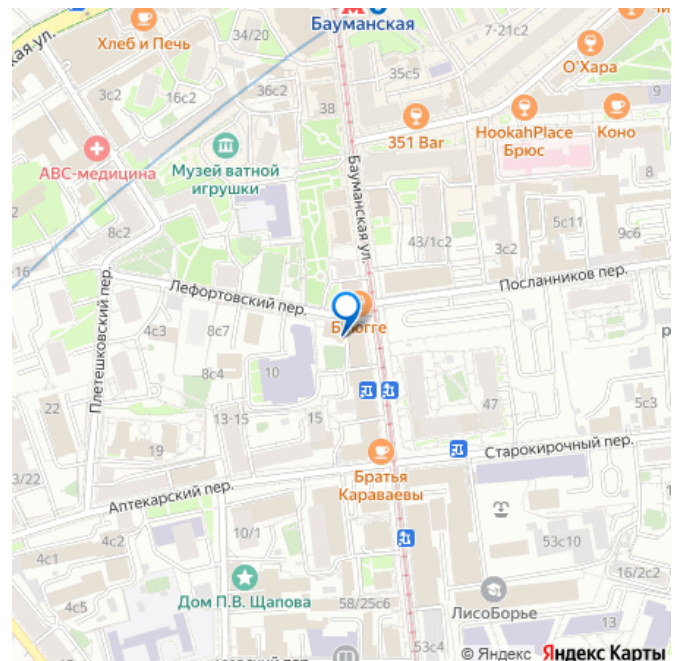 Бауманская
Хлеб и Печь
34/20
7-21с2
ая ул.
О'Хара
35с5
3с2
16с2
36с2
38
9
351 Bar
HookahPlace
Брюс
Коно
АВС-медицина
Музей ватной
игрушки
Бауманская ул.
8
5с11
9с6
8с2
43/1с2
3с2
-16
Посланников пер.
Лефортовский пер.
Плетешковский пер.
4с3
8с7
8с4
10
22
13-15
15
47
5с3
19
3/22
Старокирочный пер.
Братья
Караваевы
Аптекарский пер.
4с2
10/1
4с1
53с10
16/2с2
4с5
Дом П.В. Щапова
58/25с6
ЛисоБорье
13
53с4
© Яндекс Яндекс Карты